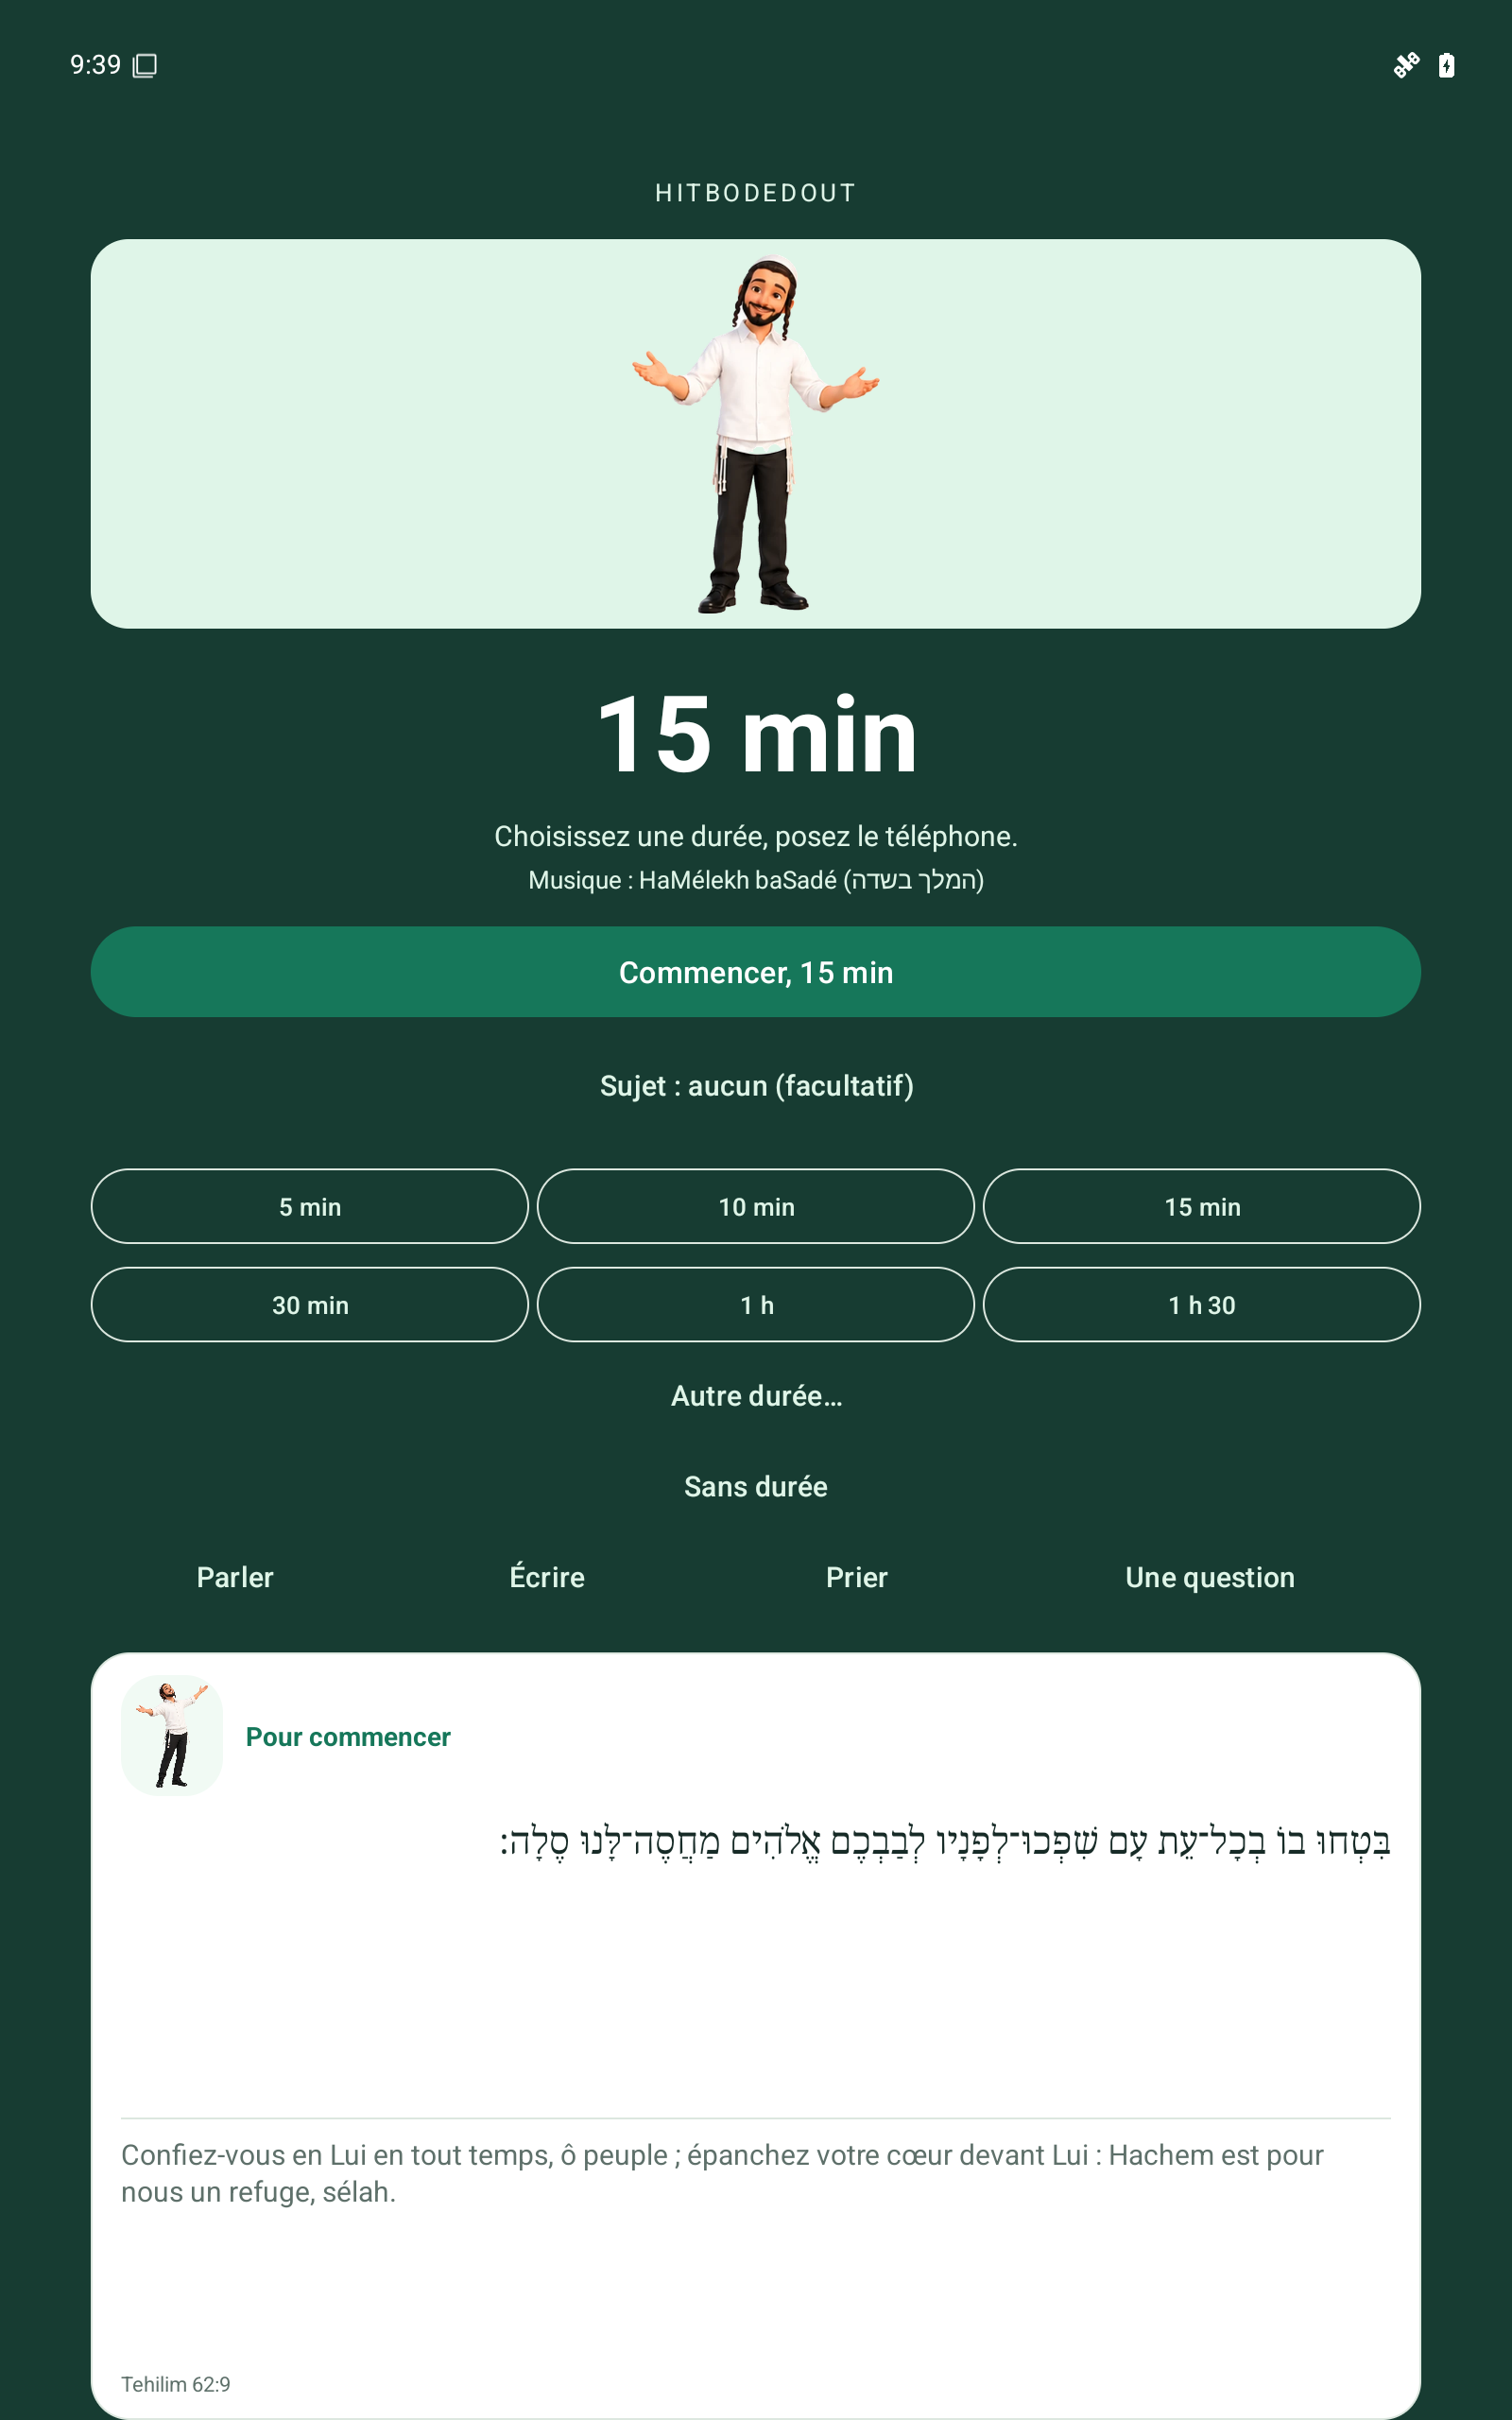 9:39
HITBODEDOUT
15 min
Choisissez une durée, posez le téléphone.
Musique : HaMélekh baSadé (המלך בשדה)
Commencer, 15 min
Sujet : aucun (facultatif)
5 min
10 min
15 min
30 min
1 h
1 h 30
Autre durée…
Sans durée
Parler
Écrire
Prier
Une question
Pour commencer
בִּטְחוּ בוֹ בְכָל־עֵת עָם שִׁפְכוּ־לְפָנָיו לְבַבְכֶם אֱלֹהִים מַחֲסֶה־לָּנוּ סֶלָה:
Confiez-vous en Lui en tout temps, ô peuple ; épanchez votre cœur devant Lui : Hachem est pour
nous un refuge, sélah.
Tehilim 62:9